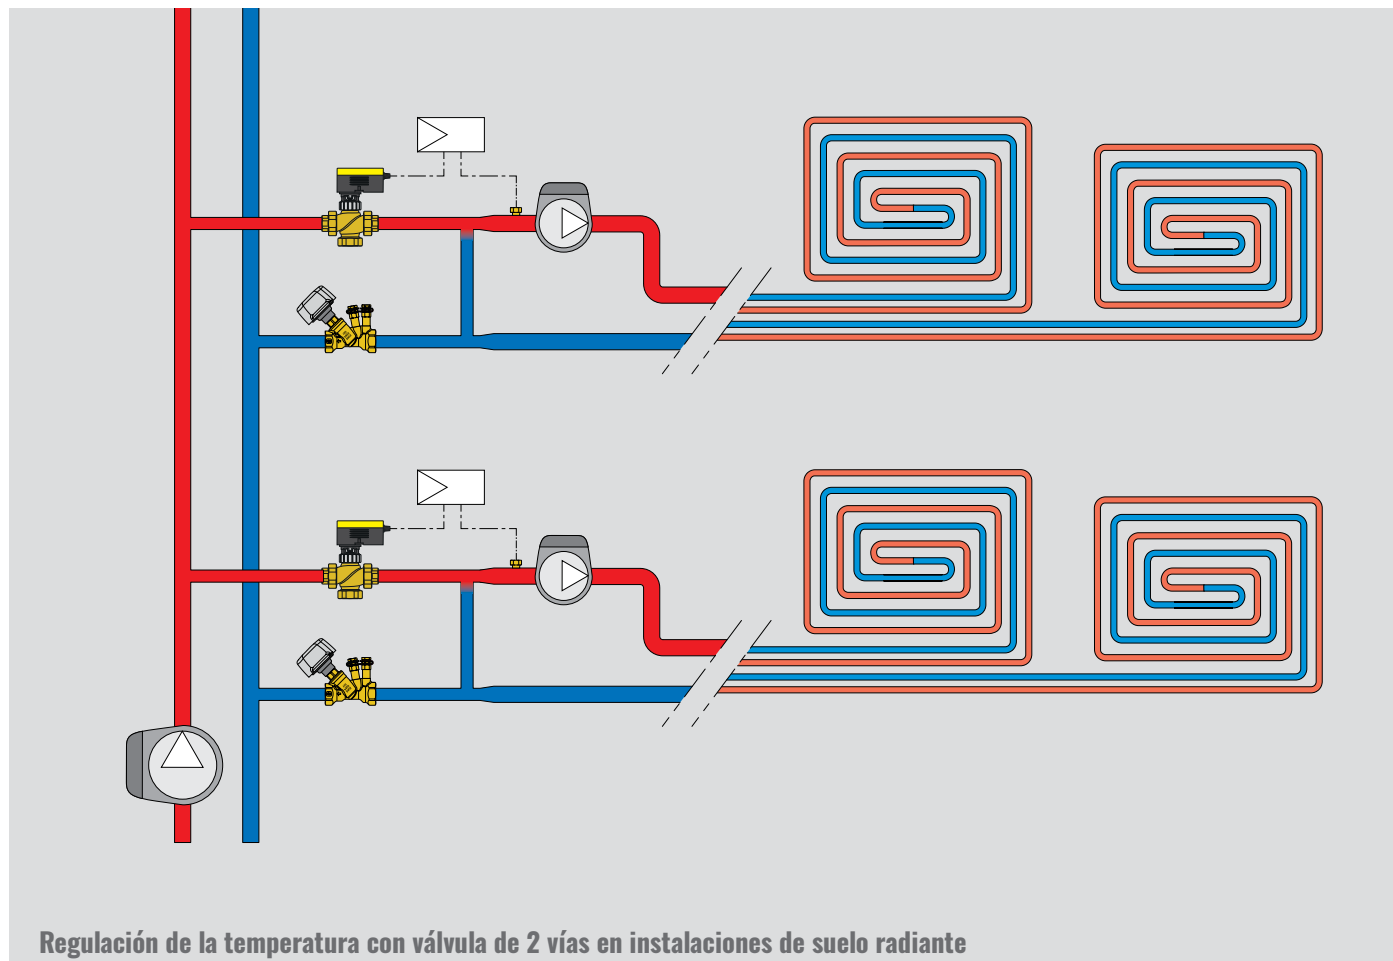 Regulación de la temperatura con válvula de 2 vías en instalaciones de suelo radiante